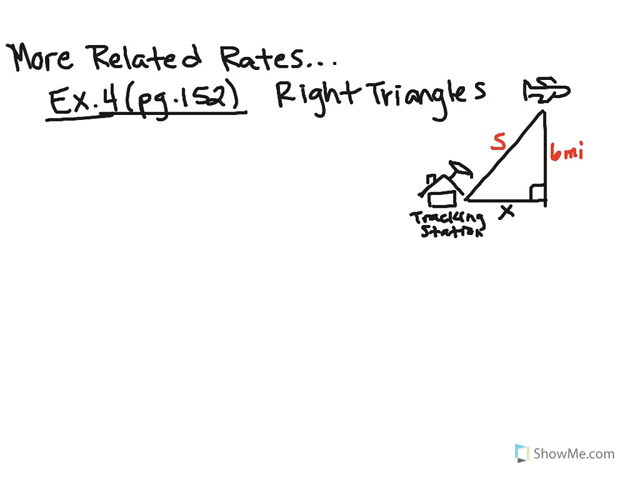 More Related Rates...
Ex. 4 (pg. 152) Right Triangles
S
6mi
x
Tracking
Station
ShowMe.com